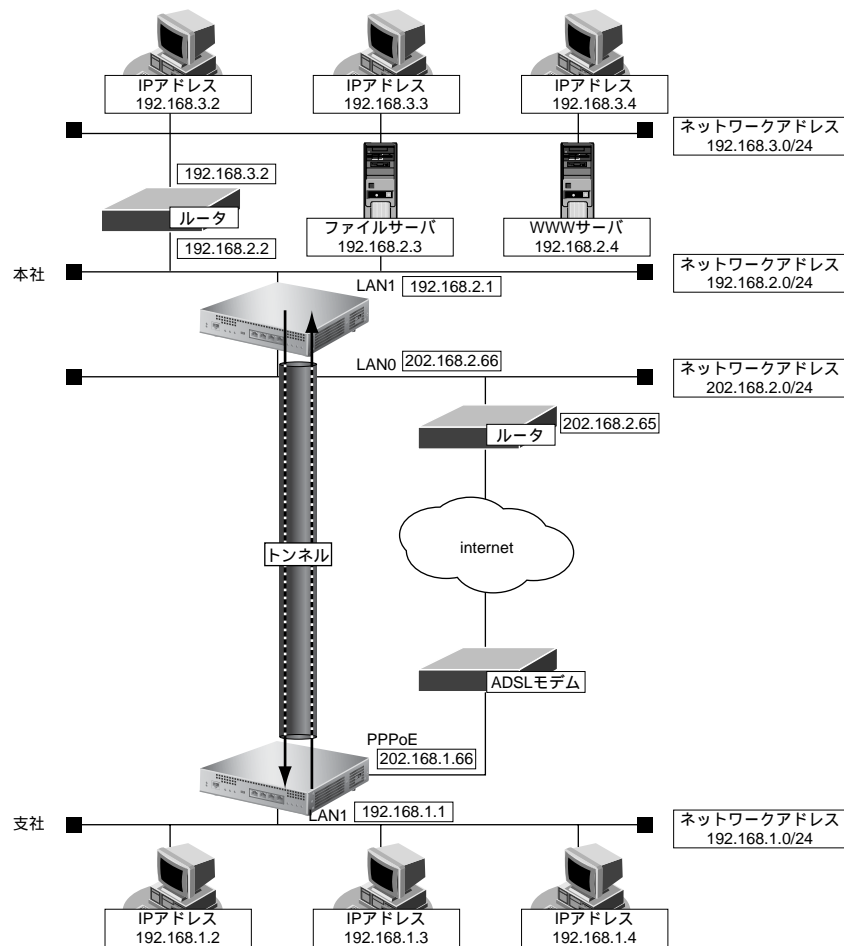 IPアドレス
192.168.3.2
IPアドレス
192.168.3.3
IPアドレス
192.168.3.4
ネットワークアドレス
192.168.3.0/24
192.168.3.2
ルータ
192.168.2.2
ファイルサーバ
192.168.2.3
WWWサーバ
192.168.2.4
本社
LAN1
192.168.2.1
ネットワークアドレス
192.168.2.0/24
LAN0
202.168.2.66
ネットワークアドレス
202.168.2.0/24
ルータ
202.168.2.65
トンネル
internet
ADSLモデム
PPPoE
202.168.1.66
LAN1
192.168.1.1
支社
ネットワークアドレス
192.168.1.0/24
IPアドレス
192.168.1.2
IPアドレス
192.168.1.3
IPアドレス
192.168.1.4